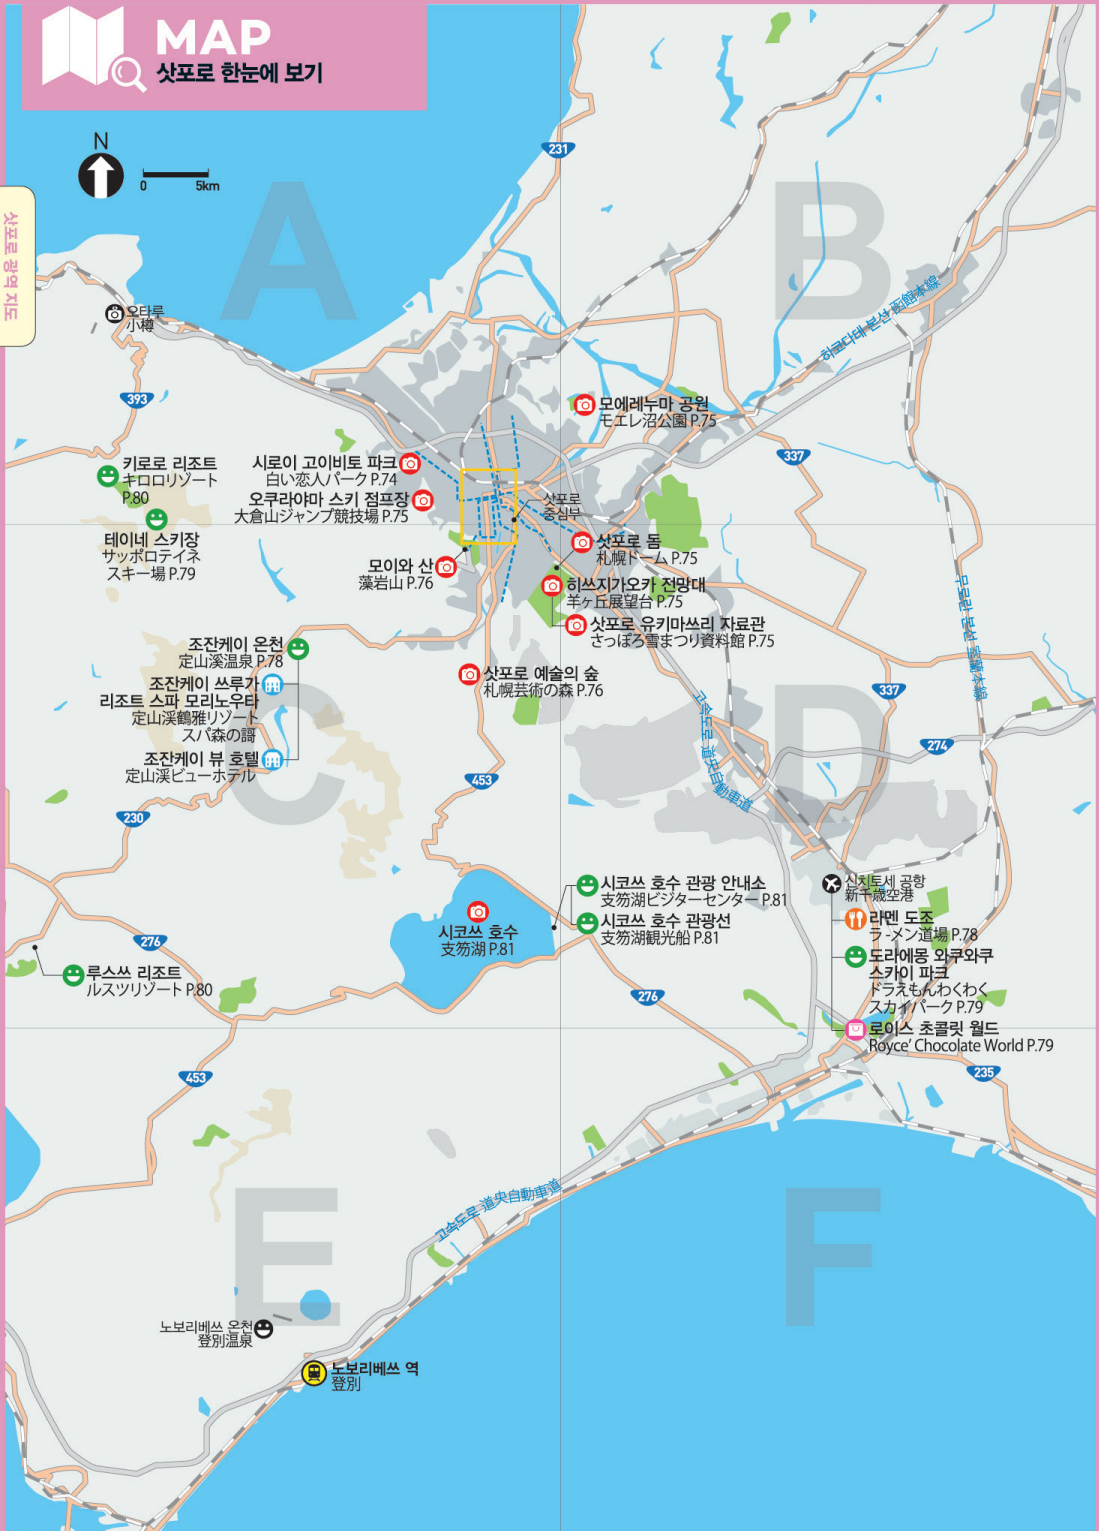 MAP
삿포로 한눈에 보기
N
0 5km
삿포로 광역 지도
A
B
C
D
E
F
231
오타루
小樽
하코다테 본선 函館本線
393
모에레누마 공원
モエレ沼公園 P.75
337
키로로 리조트
キロロリゾート
P.80
시로이 고이비토 파크
白い恋人パーク P.74
오쿠라야마 스키 점프장
大倉山ジャンプ競技場 P.75
삿포로
중심부
테이네 스키장
サッポロテイネ
スキー場 P.79
모이와 산
藻岩山 P.76
삿포로 돔
札幌ドーム P.75
히쓰지가오카 전망대
羊ヶ丘展望台 P.75
삿포로 유키마쓰리 자료관
さっぽろ雪まつり資料館 P.75
무로란 본선 室蘭本線
조잔케이 온천
定山渓温泉 P.78
삿포로 예술의 숲
札幌芸術の森 P.76
조잔케이 쓰루가
리조트 스파 모리노우타
定山渓鶴雅リゾート
スパ森の謌
조잔케이 뷰 호텔
定山渓ビューホテル
337
고속도로 道央自動車道
274
453
230
시코쓰 호수 관광 안내소
支笏湖ビジターセンター P.81
시코쓰 호수 관광선
支笏湖観光船 P.81
시코쓰 호수
支笏湖 P.81
신치토세 공항
新千歳空港
라멘 도조
ラーメン道場 P.78
도라에몽 와쿠와쿠
스카이 파크
ドラえもんわくわく
スカイパーク P.79
로이스 초콜릿 월드
Royce’ Chocolate World P.79
276
루스쓰 리조트
ルスツリゾート P.80
276
453
235
고속도로 道央自動車道
노보리베쓰 온천
登別温泉
노보리베쓰 역
登別